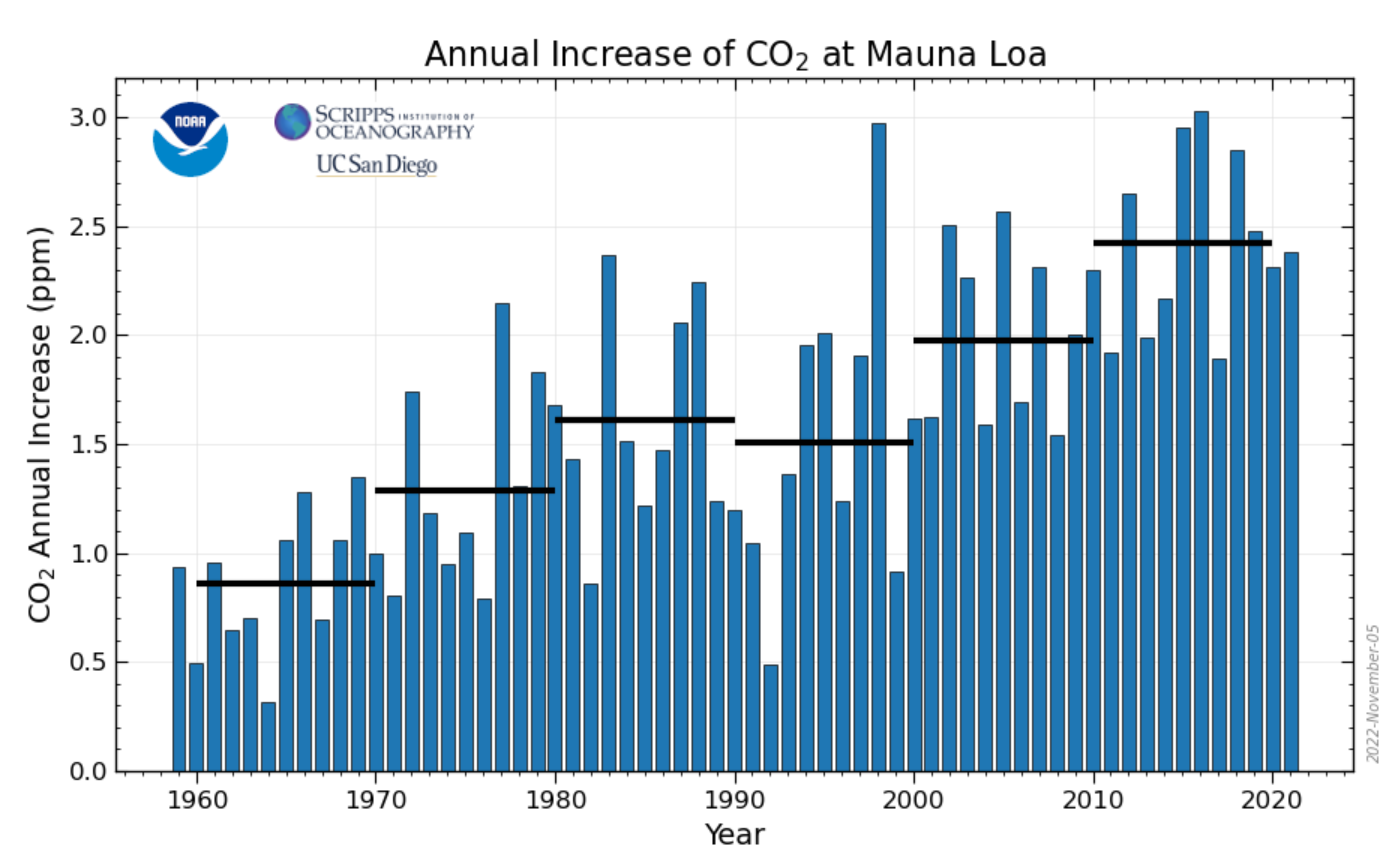 Annual Increase of CO₂ at Mauna Loa
NOAA
SCRIPPS INSTITUTION OF
OCEANOGRAPHY
UC San Diego
CO₂ Annual Increase (ppm)
3.0
2.5
2.0
1.5
1.0
0.5
0.0
1960 1970 1980 1990 2000 2010 2020
Year
2022-November-05